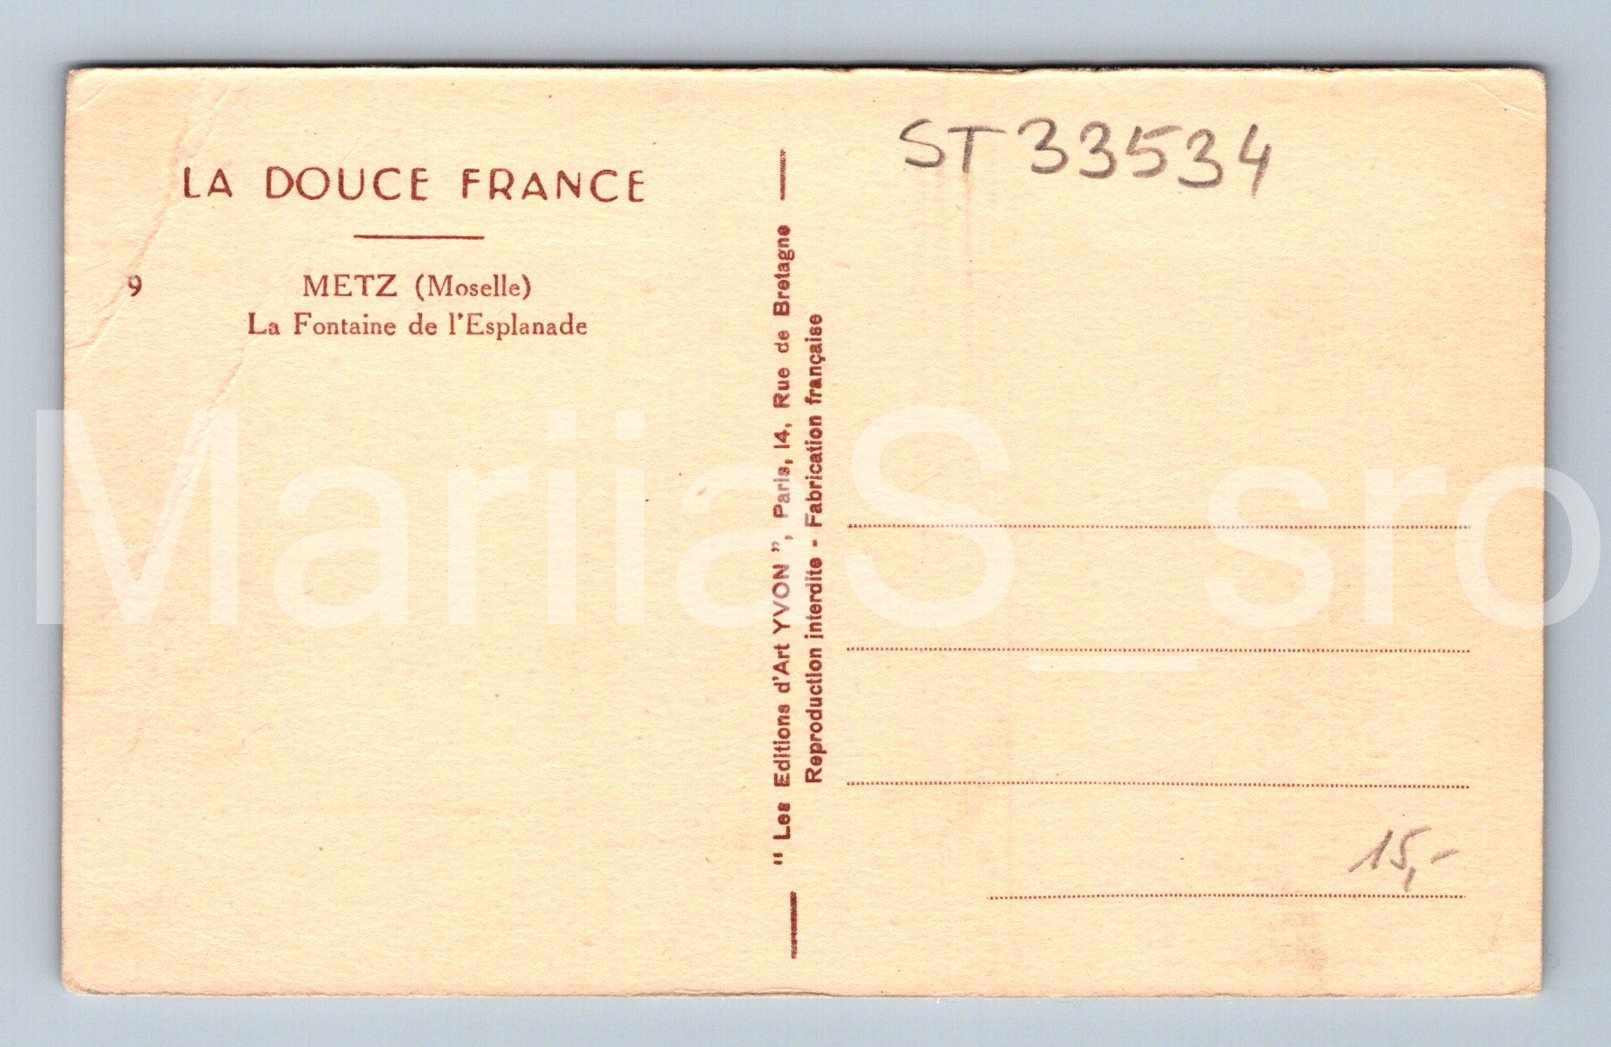 LA DOUCE FRANCE
9
METZ (Moselle)
La Fontaine de l'Esplanade
" Les Editions d'Art YVON ", Paris, 14, Rue de Bretagne
Reproduction interdite - Fabrication française
ST 33534
15,-
MariiaS_sro